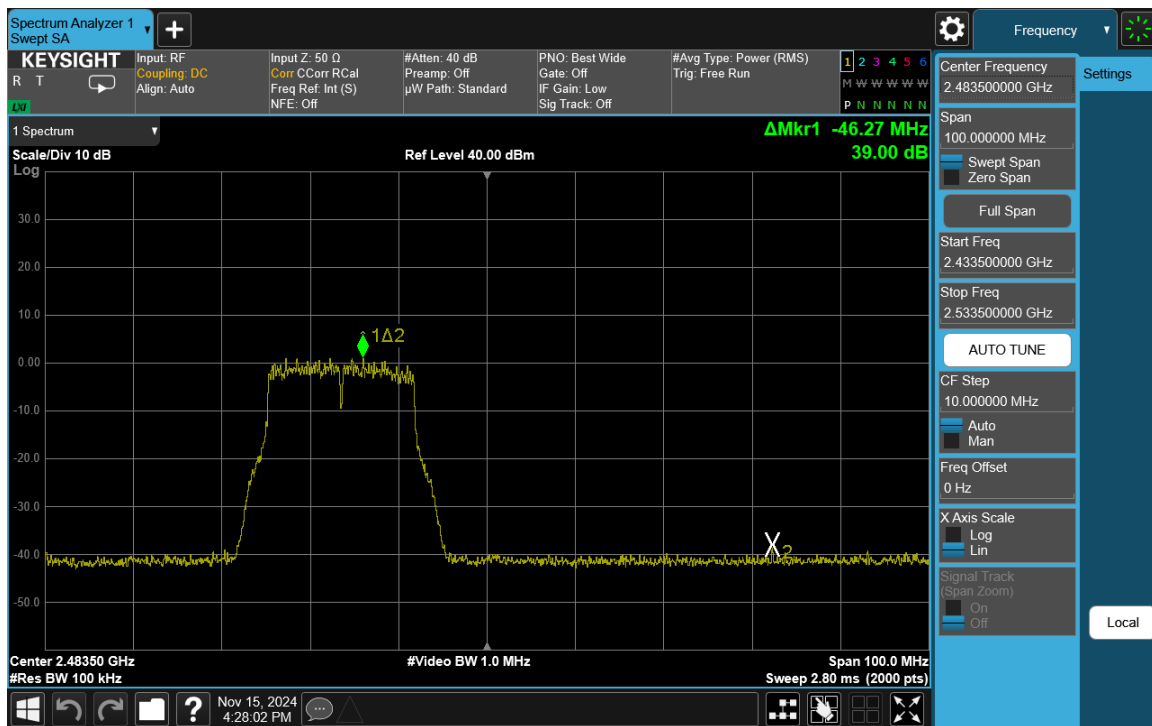 Spectrum Analyzer 1
Swept SA
+
Frequency
KEYSIGHT
R T
LXI
Input: RF
Coupling: DC
Align: Auto
Input Z: 50 Ω
Corr CCorr RCal
Freq Ref: Int (S)
NFE: Off
#Atten: 40 dB
Preamp: Off
µW Path: Standard
PNO: Best Wide
Gate: Off
IF Gain: Low
Sig Track: Off
#Avg Type: Power (RMS)
Trig: Free Run
1 2 3 4 5 6
M W W W W W
P N N N N N
1 Spectrum
Scale/Div 10 dB
Log
Ref Level 40.00 dBm
ΔMkr1 -46.27 MHz
39.00 dB
30.0
20.0
10.0
0.00
-10.0
-20.0
-30.0
-40.0
-50.0
1Δ2
X2
Center 2.48350 GHz
#Res BW 100 kHz
#Video BW 1.0 MHz
Span 100.0 MHz
Sweep 2.80 ms (2000 pts)
Center Frequency
2.483500000 GHz
Span
100.000000 MHz
Swept Span
Zero Span
Full Span
Start Freq
2.433500000 GHz
Stop Freq
2.533500000 GHz
AUTO TUNE
CF Step
10.000000 MHz
Auto
Man
Freq Offset
0 Hz
X Axis Scale
Log
Lin
Signal Track
(Span Zoom)
On
Off
Settings
Local
?
Nov 15, 2024
4:28:02 PM